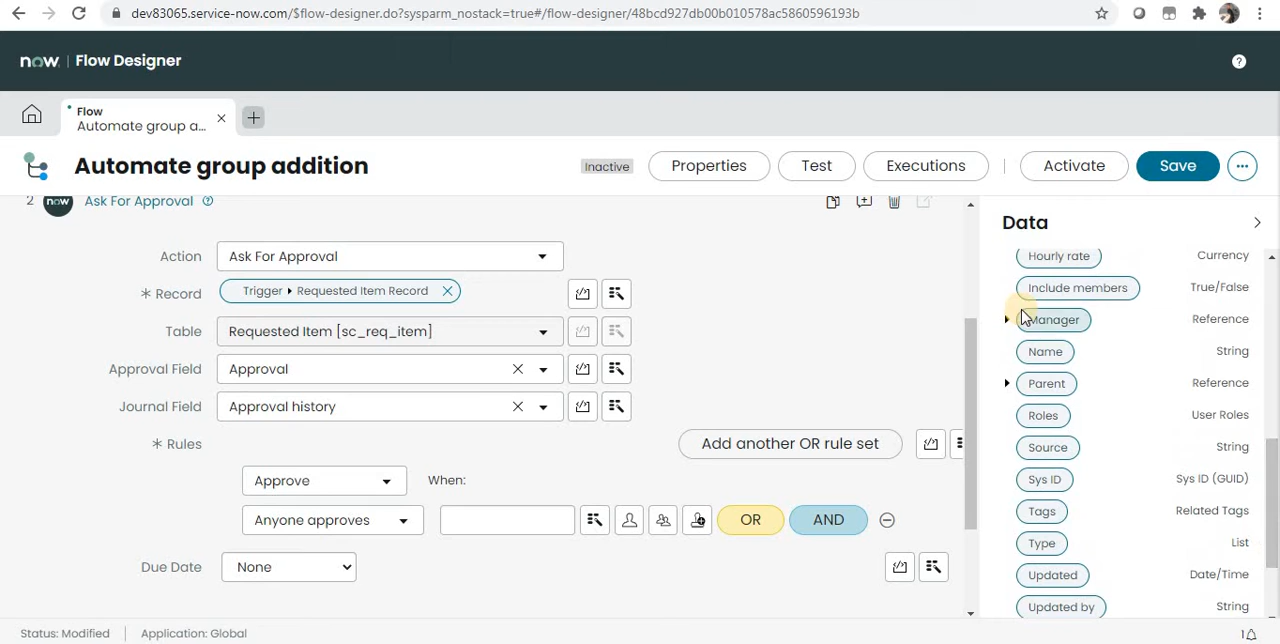 dev83065.service-now.com/$flow-designer.do?sysparm_nostack=true#/flow-designer/48bcd927db00b010578ac5860596193b
now | Flow Designer
Flow
Automate group a...
Automate group addition
Inactive
Properties
Test
Executions
Activate
Save
2 now Ask For Approval
Data
Action Ask For Approval
Hourly rate Currency
* Record Trigger Requested Item Record
Include members True/False
Table Requested Item [sc_req_item]
Manager Reference
Approval Field Approval
Name String
Journal Field Approval history
Parent Reference
* Rules Add another OR rule set
Roles User Roles
Source String
Approve When:
Sys ID Sys ID (GUID)
Anyone approves OR AND
Tags Related Tags
Type List
Due Date None
Updated Date/Time
Updated by String
Status: Modified | Application: Global
1